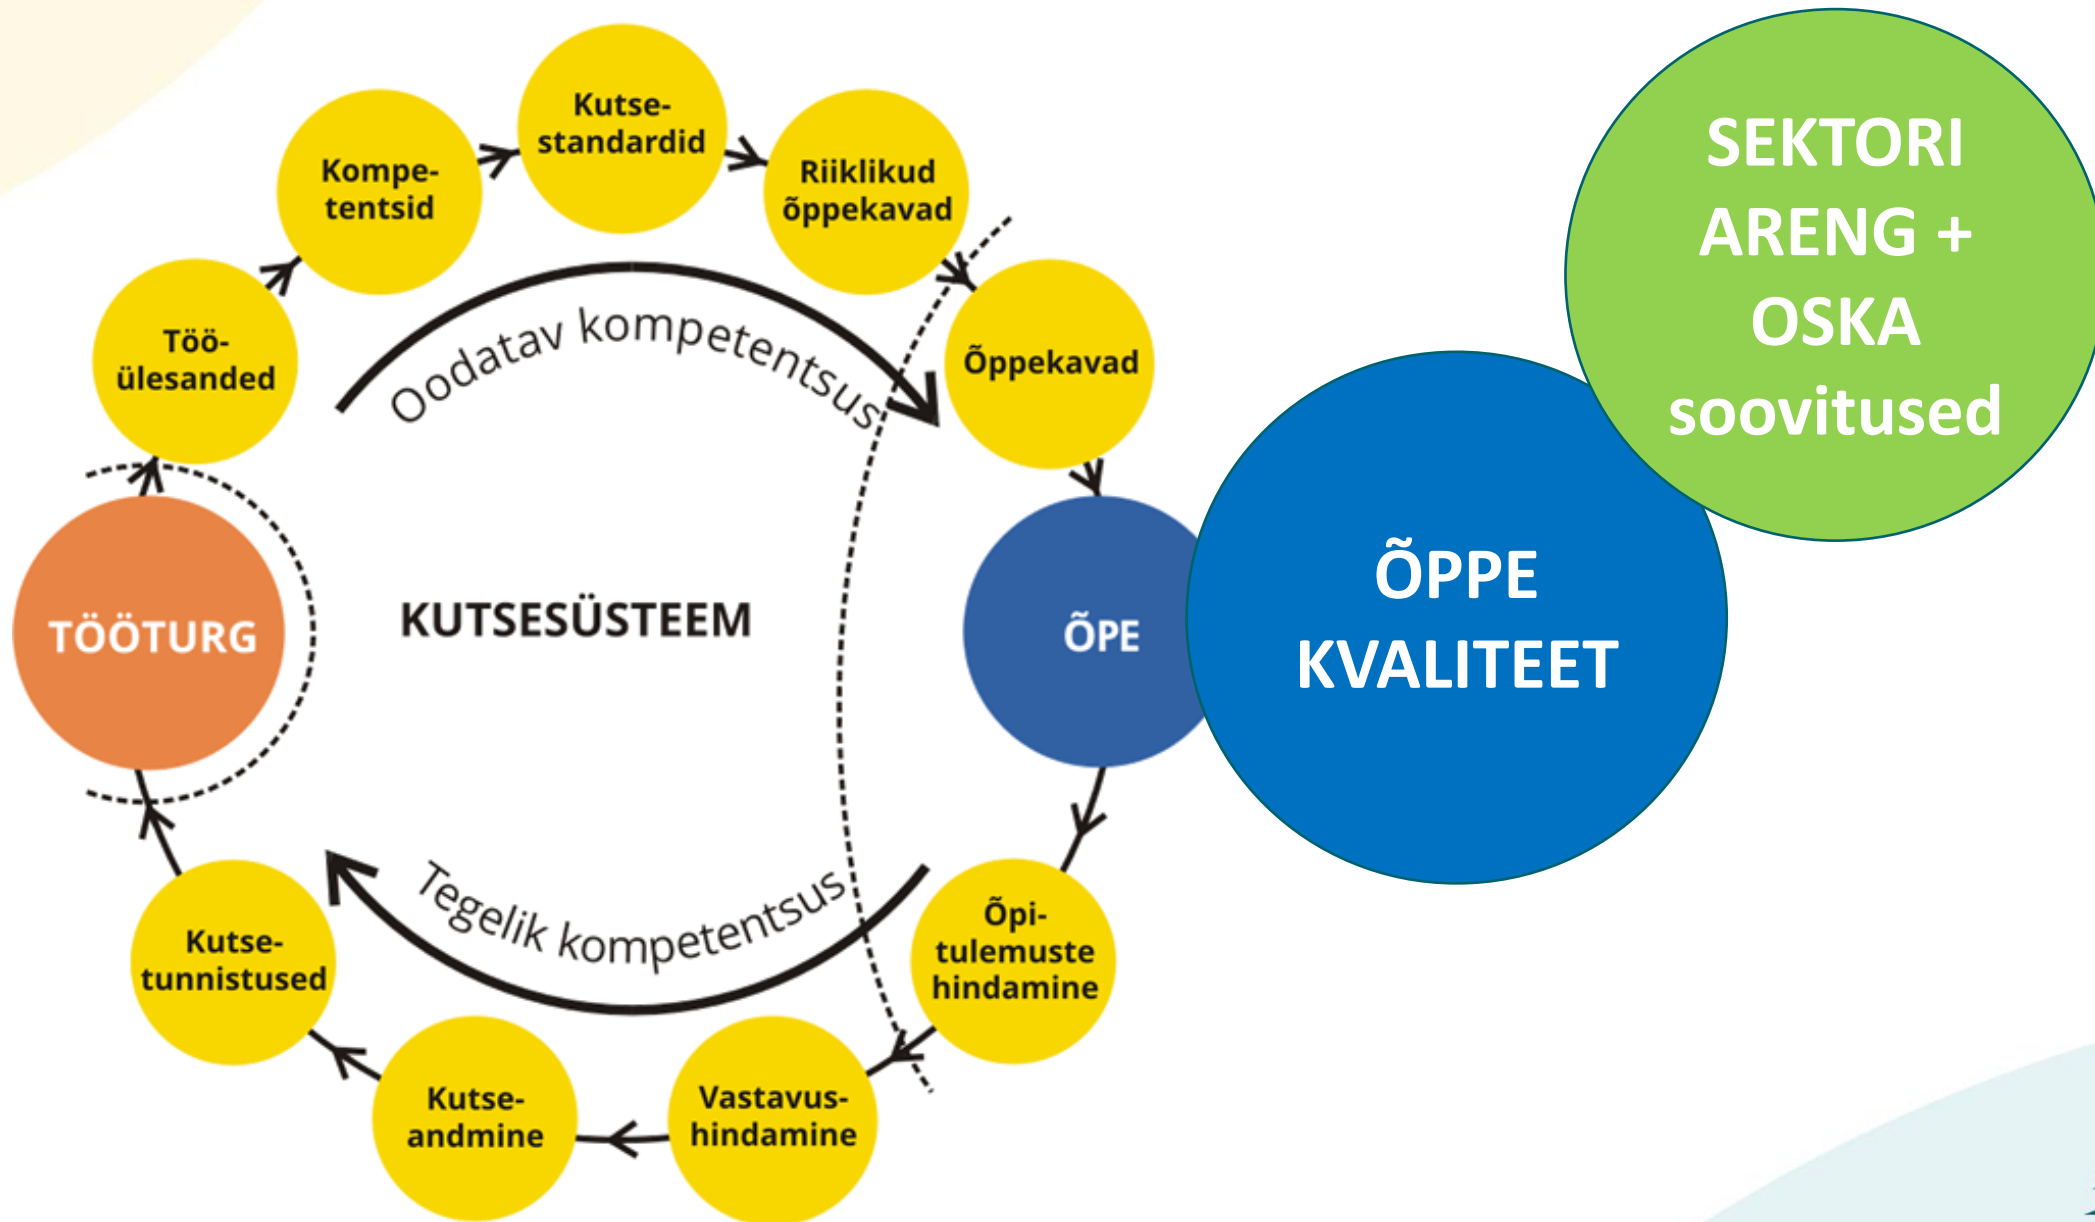 Kutse-
standardid
Kompe-
tentsid
Riiklikud
õppekavad
Töö-
ülesanded
Õppekavad
Oodatav kompetentsus
TÖÖTURG
KUTSESÜSTEEM
ÕPE
Tegelik kompetentsus
Õpi-
tulemuste
hindamine
Vastavus-
hindamine
Kutse-
andmine
Kutse-
tunnistused
ÕPPE
KVALITEET
SEKTORI
ARENG +
OSKA
soovitused